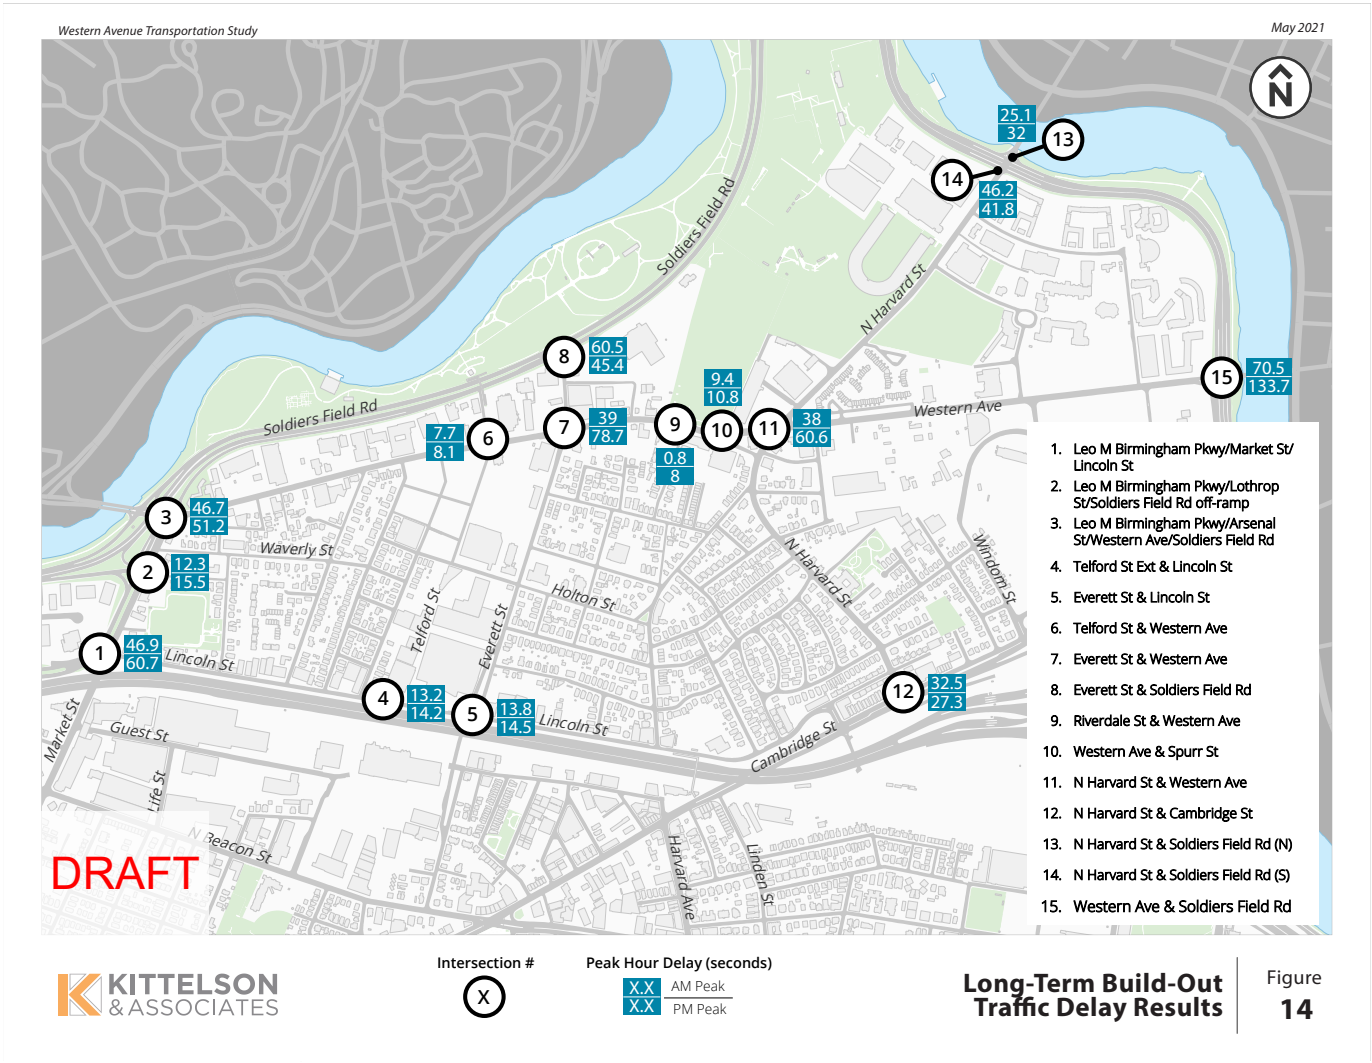 Western Avenue Transportation Study
May 2021
N
25.1
32
13
14
46.2
41.8
Soldiers Field Rd
N Harvard St
8
60.5
45.4
15
70.5
133.7
9.4
10.8
Western Ave
Soldiers Field Rd
7.7
8.1
6
7
39
78.7
9
10
11
38
60.6
0.8
8
3
46.7
51.2
Waverly St
2
12.3
15.5
N Harvard St
Windom St
Holton St
Telford St
Everett St
1
46.9
60.7
Lincoln St
4
13.2
14.2
5
13.8
14.5
Lincoln St
12
32.5
27.3
Market St
Guest St
Life St
Cambridge St
N Beacon St
Harvard Ave
Linden St
DRAFT
1. Leo M Birmingham Pkwy/Market St/
Lincoln St
2. Leo M Birmingham Pkwy/Lothrop
St/Soldiers Field Rd off-ramp
3. Leo M Birmingham Pkwy/Arsenal
St/Western Ave/Soldiers Field Rd
4. Telford St Ext & Lincoln St
5. Everett St & Lincoln St
6. Telford St & Western Ave
7. Everett St & Western Ave
8. Everett St & Soldiers Field Rd
9. Riverdale St & Western Ave
10. Western Ave & Spurr St
11. N Harvard St & Western Ave
12. N Harvard St & Cambridge St
13. N Harvard St & Soldiers Field Rd (N)
14. N Harvard St & Soldiers Field Rd (S)
15. Western Ave & Soldiers Field Rd
KITTELSON
& ASSOCIATES
Intersection #
X
Peak Hour Delay (seconds)
X.X AM Peak
X.X PM Peak
Long-Term Build-Out
Traffic Delay Results
Figure
14